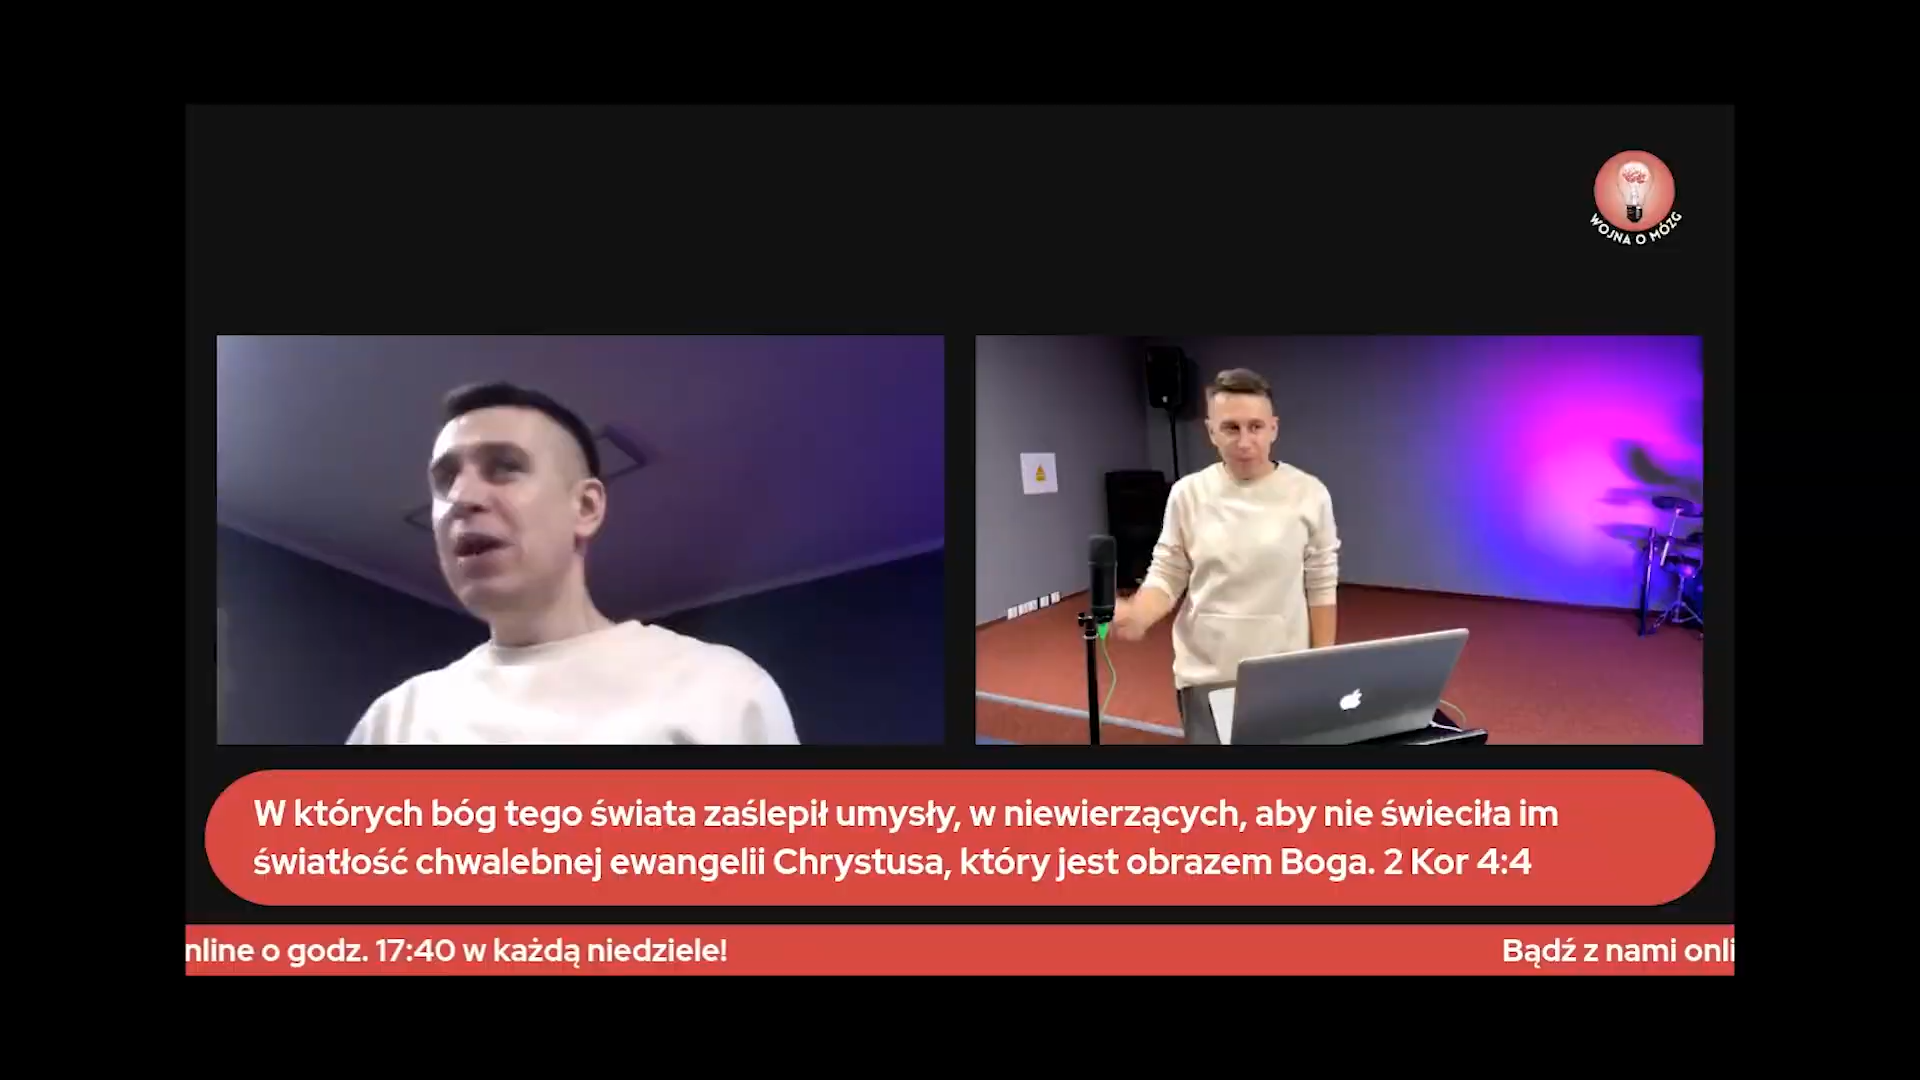 WOJNA O MÓZG
W których bóg tego świata zaślepił umysły, w niewierzących, aby nie świeciła im
światłość chwalebnej ewangelii Chrystusa, który jest obrazem Boga. 2 Kor 4:4
nline o godz. 17:40 w każdą niedziele!
Bądź z nami onli